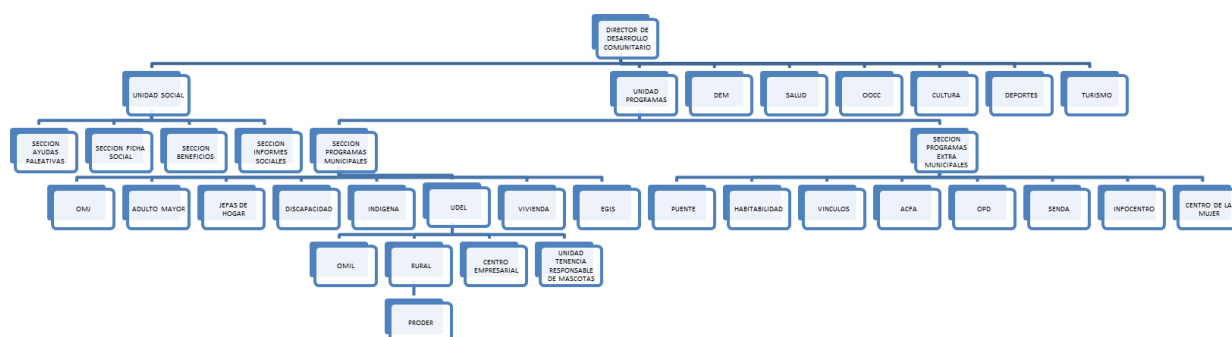 DIRECTOR DE
DESARROLLO
COMUNITARIO
UNIDAD SOCIAL
UNIDAD
PROGRAMAS
DEM
SALUD
OOCC
CULTURA
DEPORTES
TURISMO
SECCION
AYUDAS
PALEATIVAS
SECCION FICHA
SOCIAL
SECCION
BENEFICIOS
SECCION
INFORMES
SOCIALES
SECCION
PROGRAMAS
MUNICIPALES
SECCION
PROGRAMAS
EXTRA
MUNICIPALES
OMJ
ADULTO MAYOR
JEFAS DE
HOGAR
DISCAPACIDAD
INDIGENA
UDEL
VIVIENDA
EGIS
PUENTE
HABITABILIDAD
VINCULOS
ACFA
OPD
SENDA
INFOCENTRO
CENTRO DE LA
MUJER
OMIL
RURAL
CENTRO
EMPRESARIAL
UNIDAD
TENENCIA
RESPONSABLE
DE MASCOTAS
PRODER